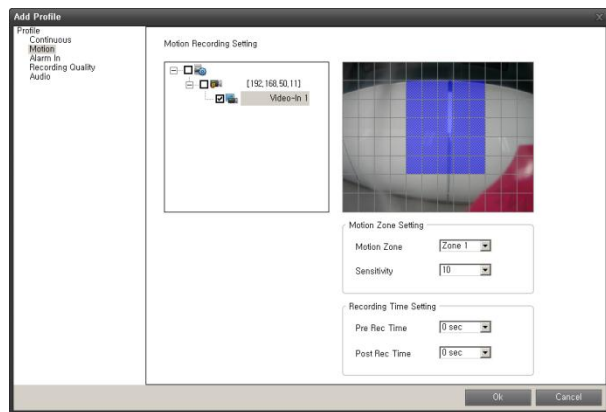 Add Profile
Profile
Continuous
Motion
Alarm In
Recording Quality
Audio
Motion Recording Setting
[192,168,50,11]
Video-In 1
Motion Zone Setting
Motion Zone Zone 1
Sensitivity 10
Recording Time Setting
Pre Rec Time 0 sec
Post Rec Time 0 sec
Ok Cancel